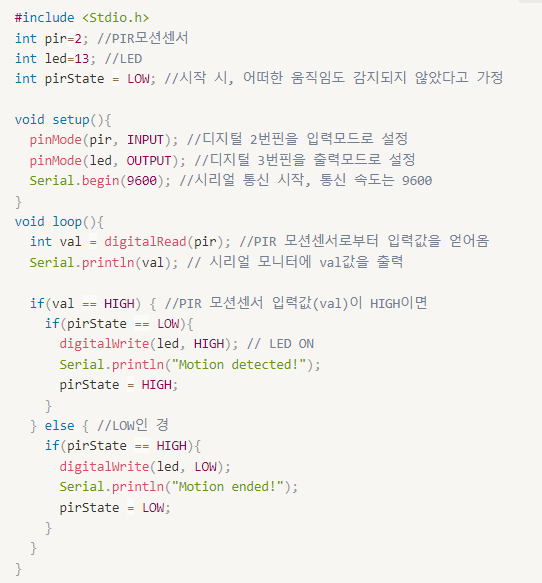 #include <Stdio.h>
int pir=2; //PIR모션센서
int led=13; //LED
int pirState = LOW; //시작 시, 어떠한 움직임도 감지되지 않았다고 가정
void setup(){
pinMode(pir, INPUT); //디지털 2번핀을 입력모드로 설정
pinMode(led, OUTPUT); //디지털 3번핀을 출력모드로 설정
Serial.begin(9600); //시리얼 통신 시작, 통신 속도는 9600
}
void loop(){
int val = digitalRead(pir); //PIR 모션센서로부터 입력값을 얻어옴
Serial.println(val); // 시리얼 모니터에 val값을 출력
if(val == HIGH) { //PIR 모션센서 입력값(val)이 HIGH이면
if(pirState == LOW){
digitalWrite(led, HIGH); // LED ON
Serial.println("Motion detected!");
pirState = HIGH;
}
} else { //LOW인 경
if(pirState == HIGH){
digitalWrite(led, LOW);
Serial.println("Motion ended!");
pirState = LOW;
}
}
}